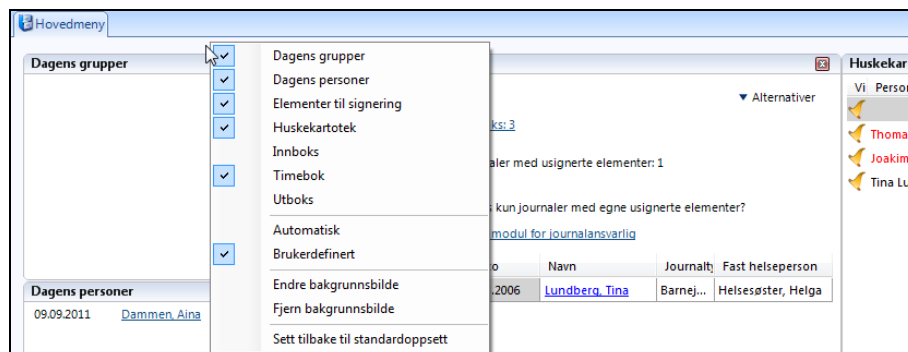 Hovedmeny
Dagens grupper
Dagens grupper
Dagens personer
Elementer til signering
Huskekartotek
Innboks
Timebok
Utboks
Automatisk
Brukerdefinert
Endre bakgrunnsbilde
Fjern bakgrunnsbilde
Sett tilbake til standardoppsett
Alternativer
ks: 3
aler med usignerte elementer: 1
kun journaler med egne usignerte elementer?
modul for journalansvarlig
Navn Journalty Fast helseperson
.2006 Lundberg, Tina Barnej... Helsesøster, Helga
Dagens personer
09.09.2011 Dammen, Aina
Huskekar
Vi Person
Thoma
Joakim
Tina Lu